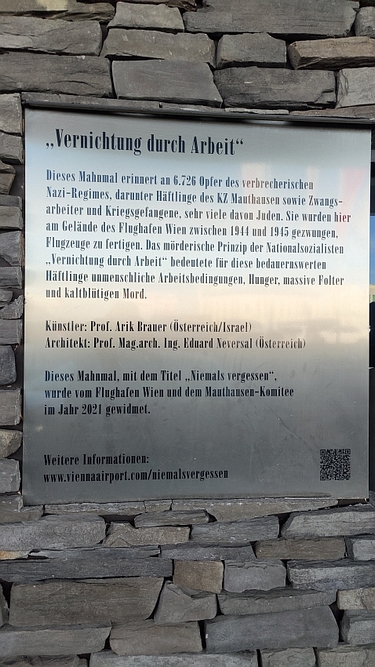 „Vernichtung durch Arbeit“
Dieses Mahnmal erinnert an 6.726 Opfer des verbrecherischen
Nazi-Regimes, darunter Häftlinge des KZ Mauthausen sowie Zwangs-
arbeiter und Kriegsgefangene, sehr viele davon Juden. Sie wurden hier
am Gelände des Flughafen Wien zwischen 1944 und 1945 gezwungen,
Flugzeuge zu fertigen. Das mörderische Prinzip der Nationalsozialisten
„Vernichtung durch Arbeit“ bedeutete für diese bedauernswerten
Häftlinge unmenschliche Arbeitsbedingungen, Hunger, massive Folter
und kaltblütigen Mord.
Künstler: Prof. Arik Brauer (Österreich/Israel)
Architekt: Prof. Mag.arch. Ing. Eduard Neversal (Österreich)
Dieses Mahnmal, mit dem Titel „Niemals vergessen“,
wurde vom Flughafen Wien und dem Mauthausen-Komitee
im Jahr 2021 gewidmet.
Weitere Informationen:
www.viennaairport.com/niemalsvergessen